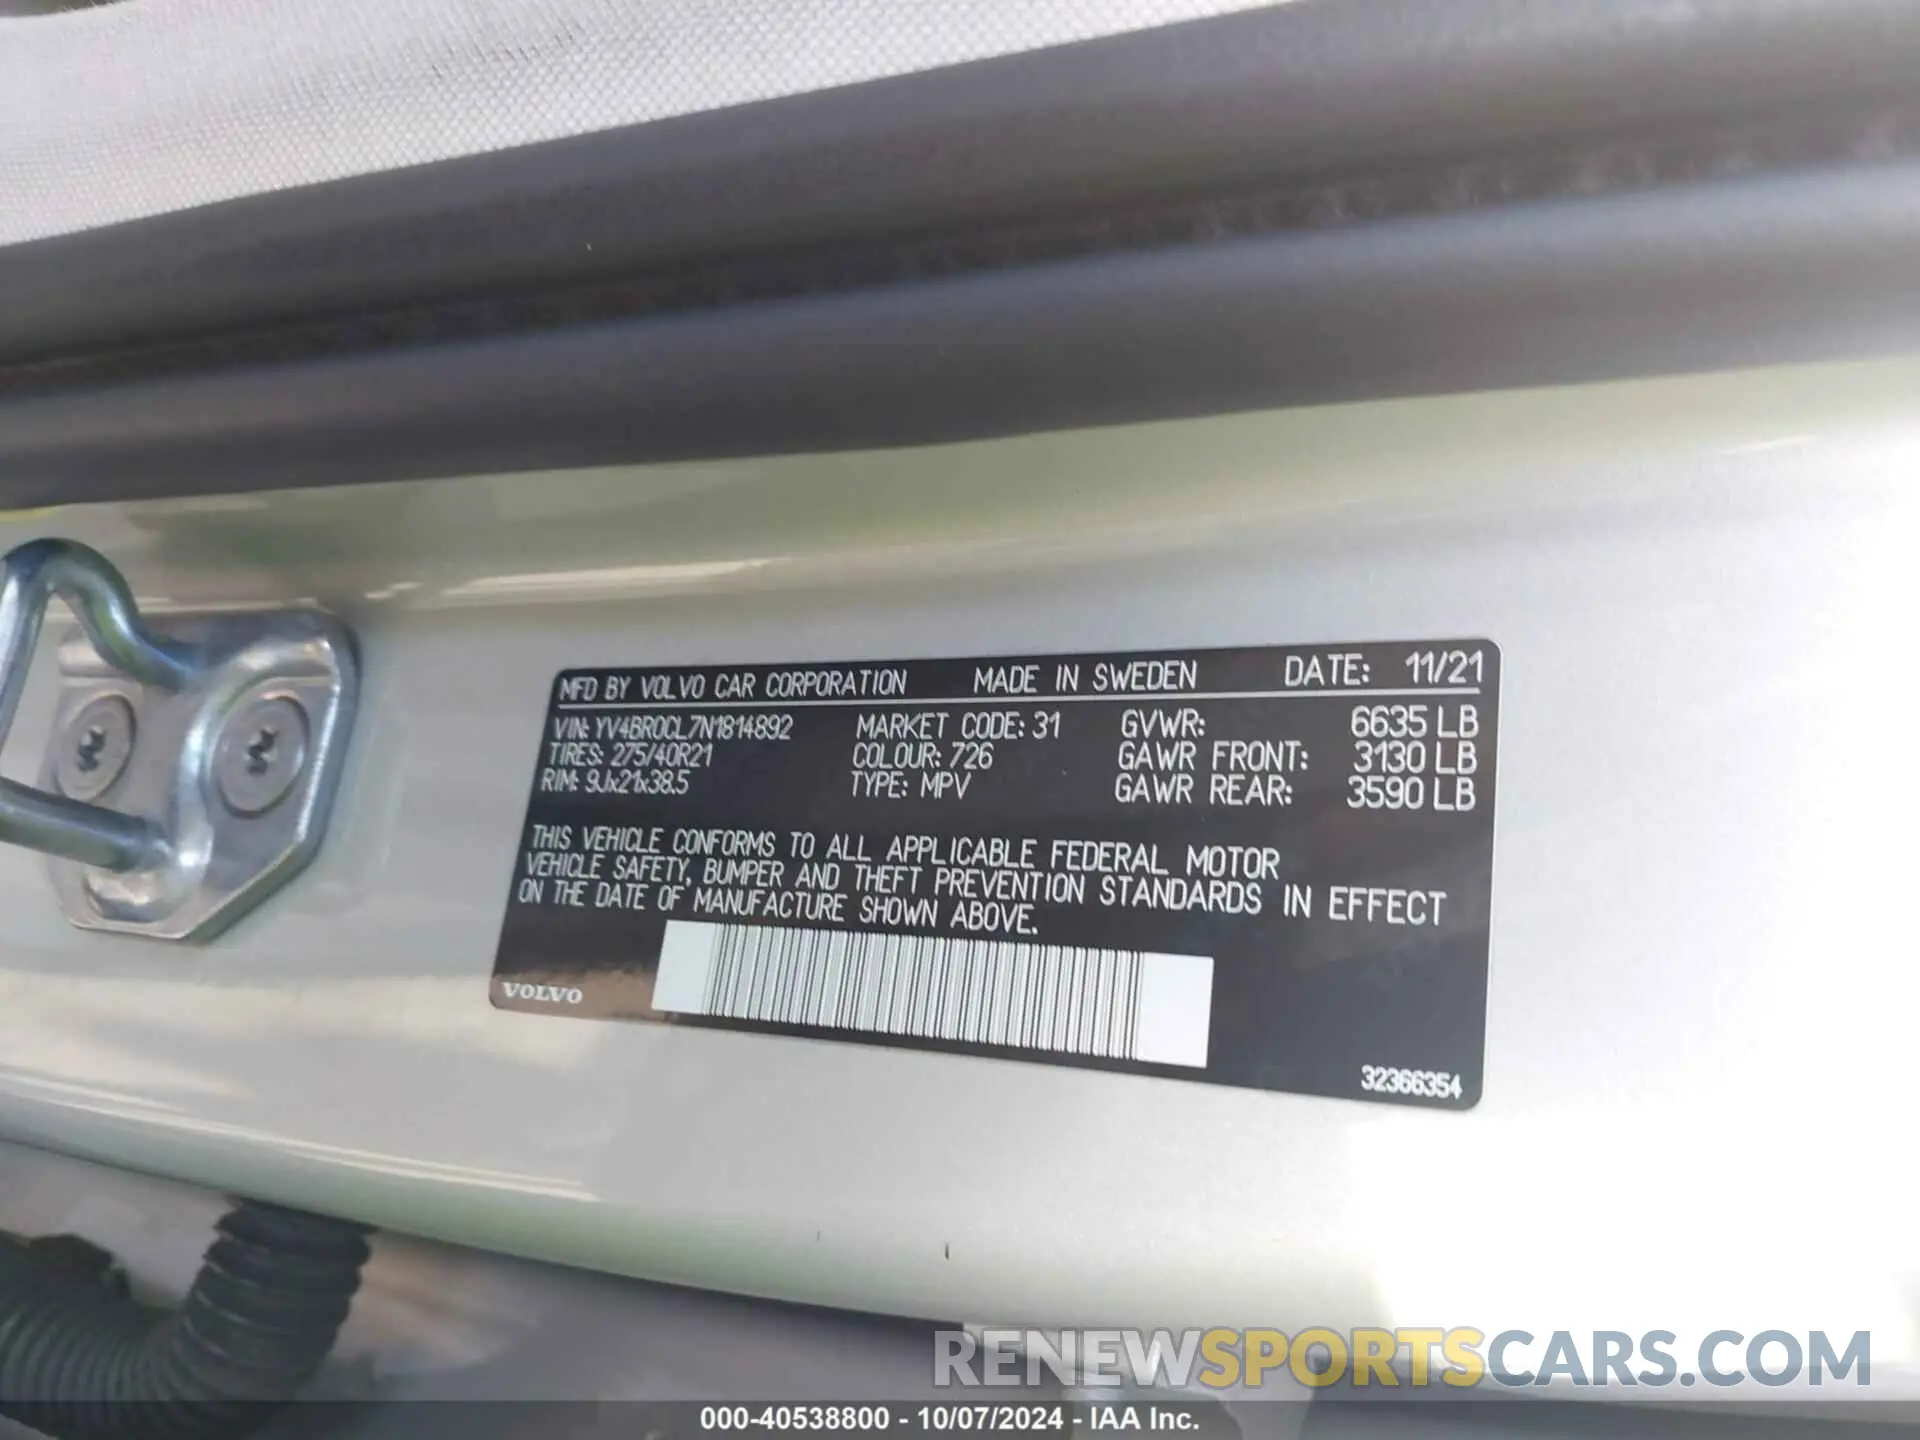 MFD BY VOLVO CAR CORPORATION MADE IN SWEDEN DATE: 11/21
VIN: YV4BR0CL7N1814892 MARKET CODE: 31 GVWR: 6635 LB
TIRES: 275/40R21 COLOUR: 726 GAWR FRONT: 3130 LB
RIM: 9Jx21x38.5 TYPE: MPV GAWR REAR: 3590 LB
THIS VEHICLE CONFORMS TO ALL APPLICABLE FEDERAL MOTOR
VEHICLE SAFETY, BUMPER AND THEFT PREVENTION STANDARDS IN EFFECT
ON THE DATE OF MANUFACTURE SHOWN ABOVE.
VOLVO
32366354
RENEWSPORTSCARS.COM
000-40538800 - 10/07/2024 - IAA Inc.